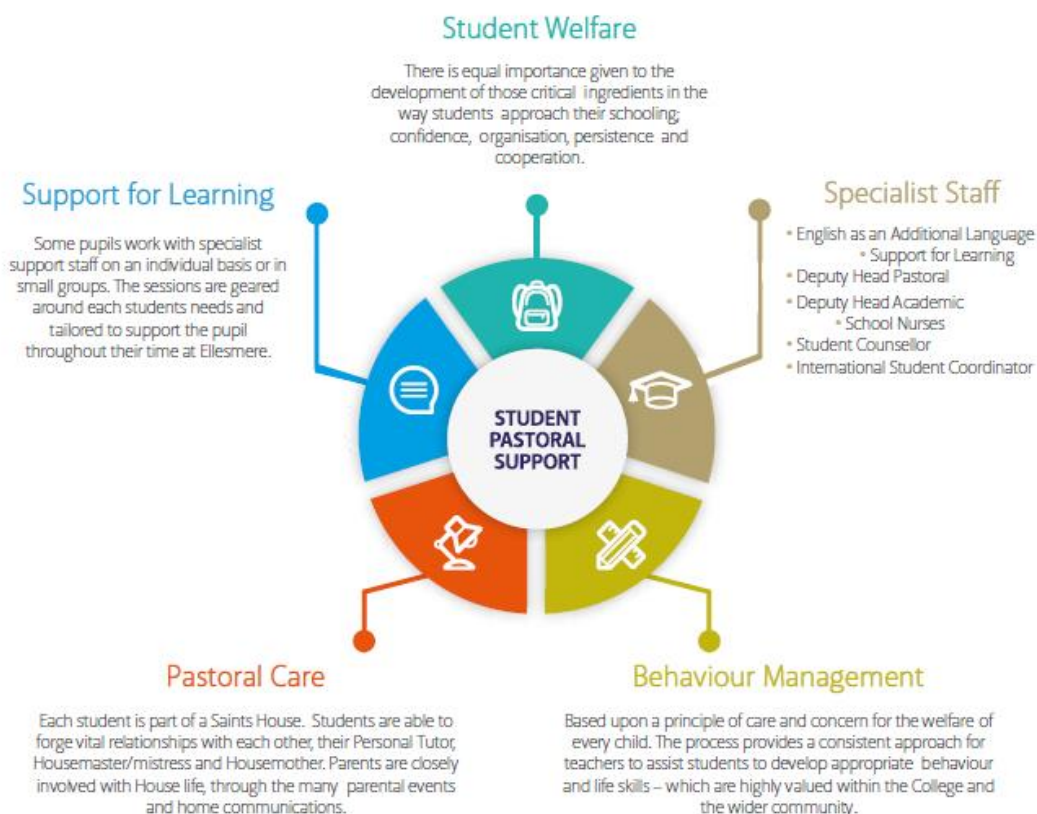 Student Welfare
There is equal importance given to the
development of those critical ingredients in the
way students approach their schooling;
confidence, organisation, persistence and
cooperation.
Support for Learning
Some pupils work with specialist
support staff on an individual basis or in
small groups. The sessions are geared
around each students needs and
tailored to support the pupil
throughout their time at Ellesmere.
Specialist Staff
• English as an Additional Language
• Support for Learning
• Deputy Head Pastoral
• Deputy Head Academic
• School Nurses
• Student Counsellor
• International Student Coordinator
STUDENT
PASTORAL
SUPPORT
Pastoral Care
Each student is part of a Saints House. Students are able to
forge vital relationships with each other, their Personal Tutor,
Housemaster/mistress and Housemother. Parents are closely
involved with House life, through the many parental events
and home communications.
Behaviour Management
Based upon a principle of care and concern for the welfare of
every child. The process provides a consistent approach for
teachers to assist students to develop appropriate behaviour
and life skills – which are highly valued within the College and
the wider community.